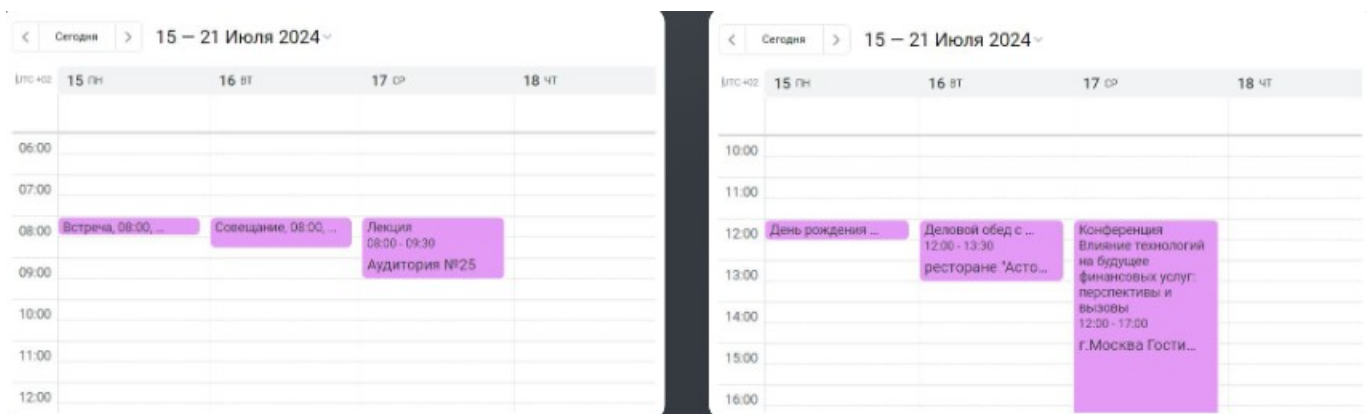 Сегодня 15 — 21 Июля 2024
UTC +02 15 ПН 16 ВТ 17 СР 18 ЧТ
06:00
07:00
08:00
09:00
10:00
11:00
12:00
Встреча, 08:00, ...
Совещание, 08:00, ...
Лекция
08:00 - 09:30
Аудитория №25
Сегодня 15 — 21 Июля 2024
UTC +02 15 ПН 16 ВТ 17 СР 18 ЧТ
10:00
11:00
12:00
13:00
14:00
15:00
16:00
День рождения ...
Деловой обед с ...
12:00 - 13:30
ресторане "Асто...
Конференция
Влияние технологий
на будущее
финансовых услуг:
перспективы и
вызовы
12:00 - 17:00
г.Москва Гости...